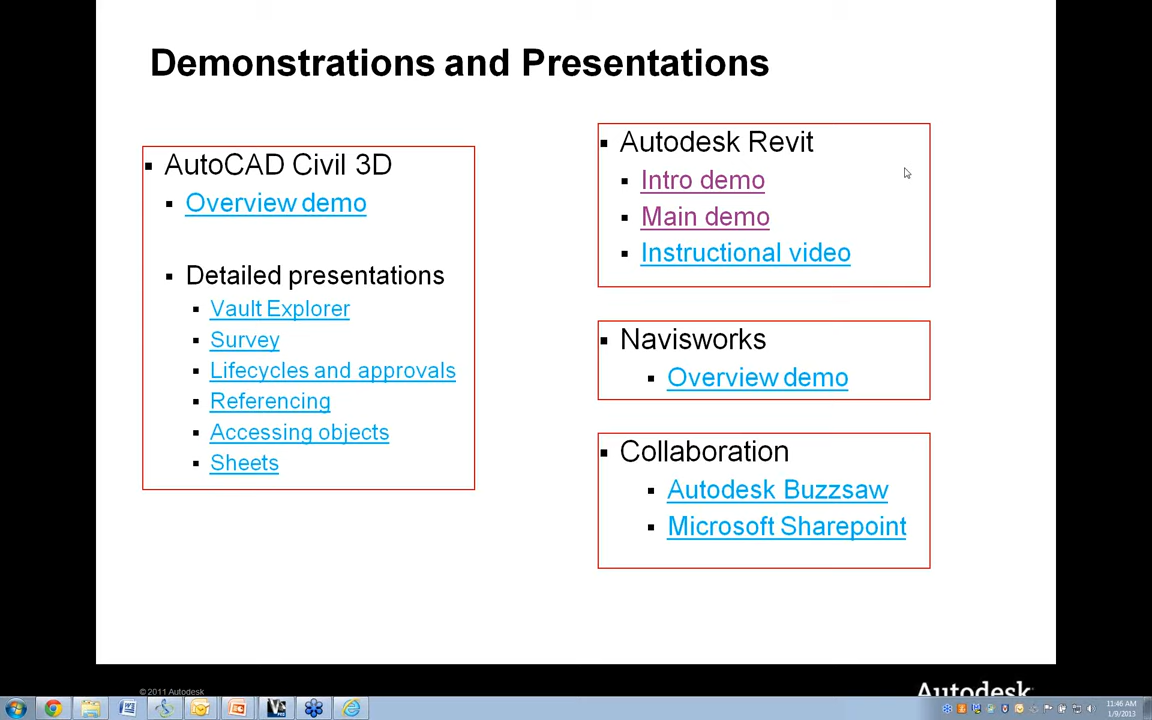 Demonstrations and Presentations
AutoCAD Civil 3D
Overview demo
Detailed presentations
Vault Explorer
Survey
Lifecycles and approvals
Referencing
Accessing objects
Sheets
Autodesk Revit
Intro demo
Main demo
Instructional video
Navisworks
Overview demo
Collaboration
Autodesk Buzzsaw
Microsoft Sharepoint
© 2011 Autodesk
Autodesk
11:46 AM
1/9/2013